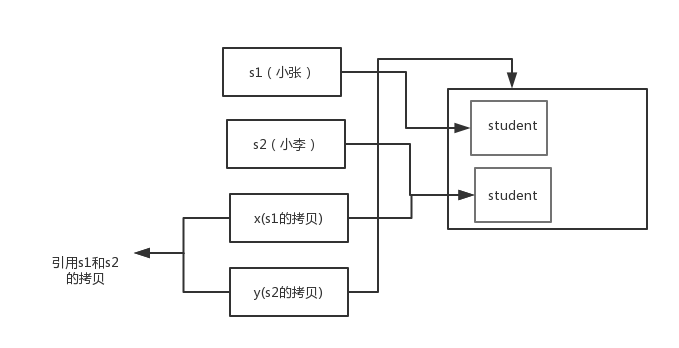 s1（小张）
student
s2（小李）
student
x(s1的拷贝)
引用s1和s2
的拷贝
y(s2的拷贝)